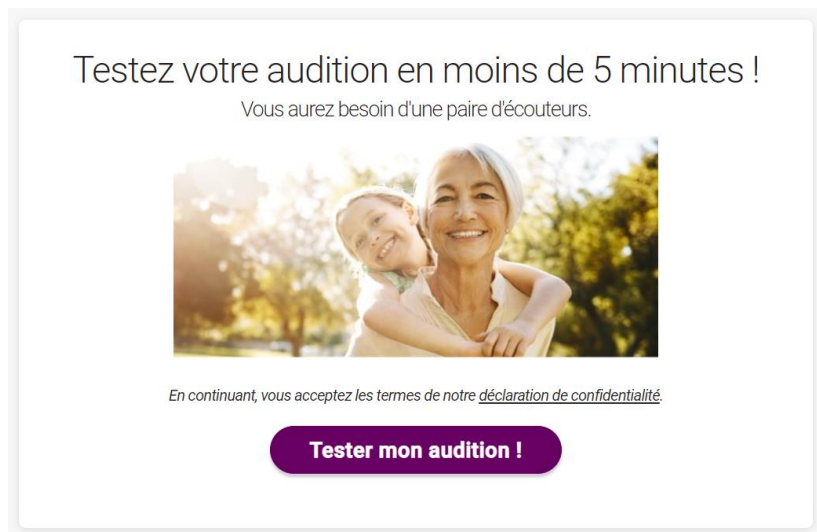 Testez votre audition en moins de 5 minutes !
Vous aurez besoin d'une paire d'écouteurs.
En continuant, vous acceptez les termes de notre déclaration de confidentialité.
Tester mon audition !